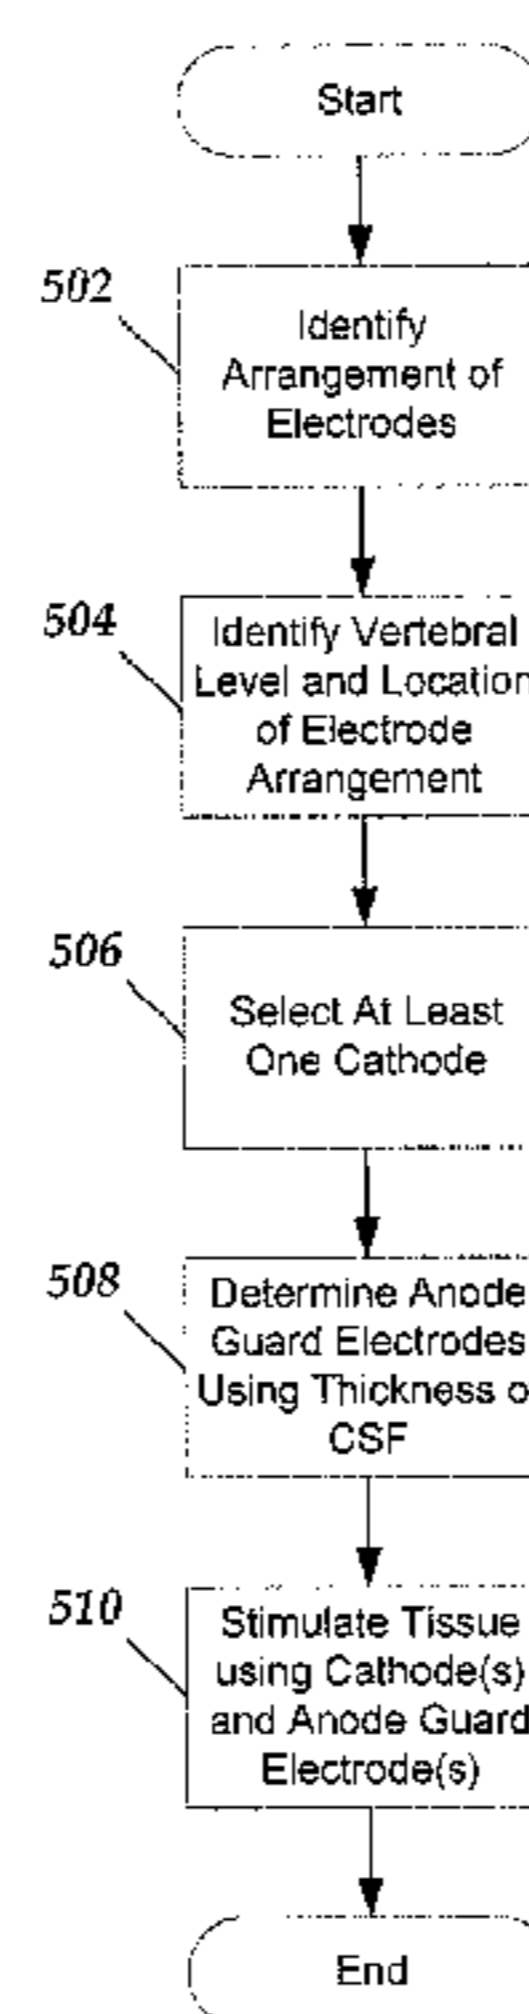 Start
502
Identify
Arrangement of
Electrodes
504
Identify Vertebral
Level and Location
of Electrode
Arrangement
506
Select At Least
One Cathode
508
Determine Anode
Guard Electrodes
Using Thickness o
CSF
510
Stimulate Tissue
using Cathode(s)
and Anode Guard
Electrode(s)
End